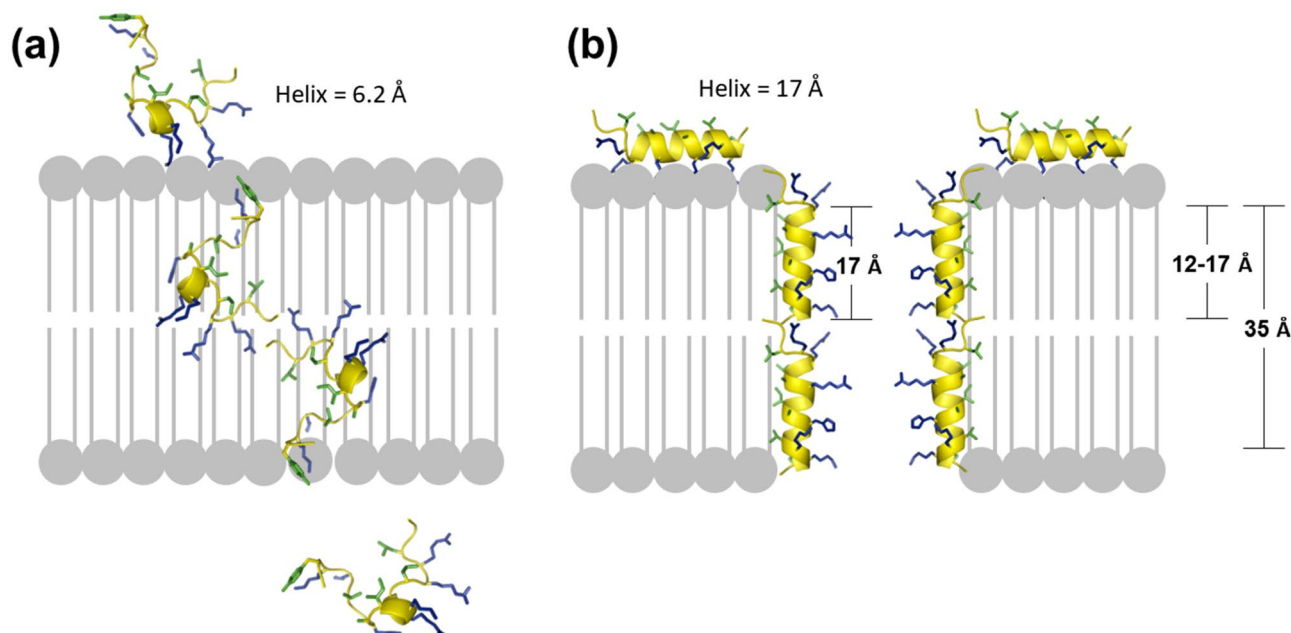 (a)
Helix = 6.2 Å
(b)
Helix = 17 Å
17 Å
12-17 Å
35 Å